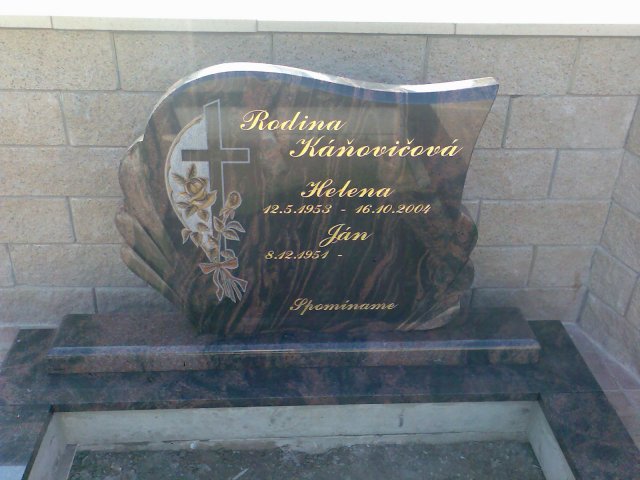 Rodina
Káňovičová
Helena
12.5.1953 - 16.10.2004
Ján
8.12.1951 -
Spomíname